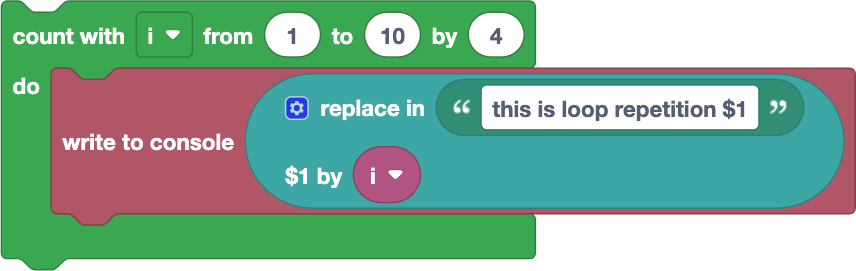 count with i from 1 to 10 by 4
do
replace in “ this is loop repetition $1 ”
write to console
$1 by i